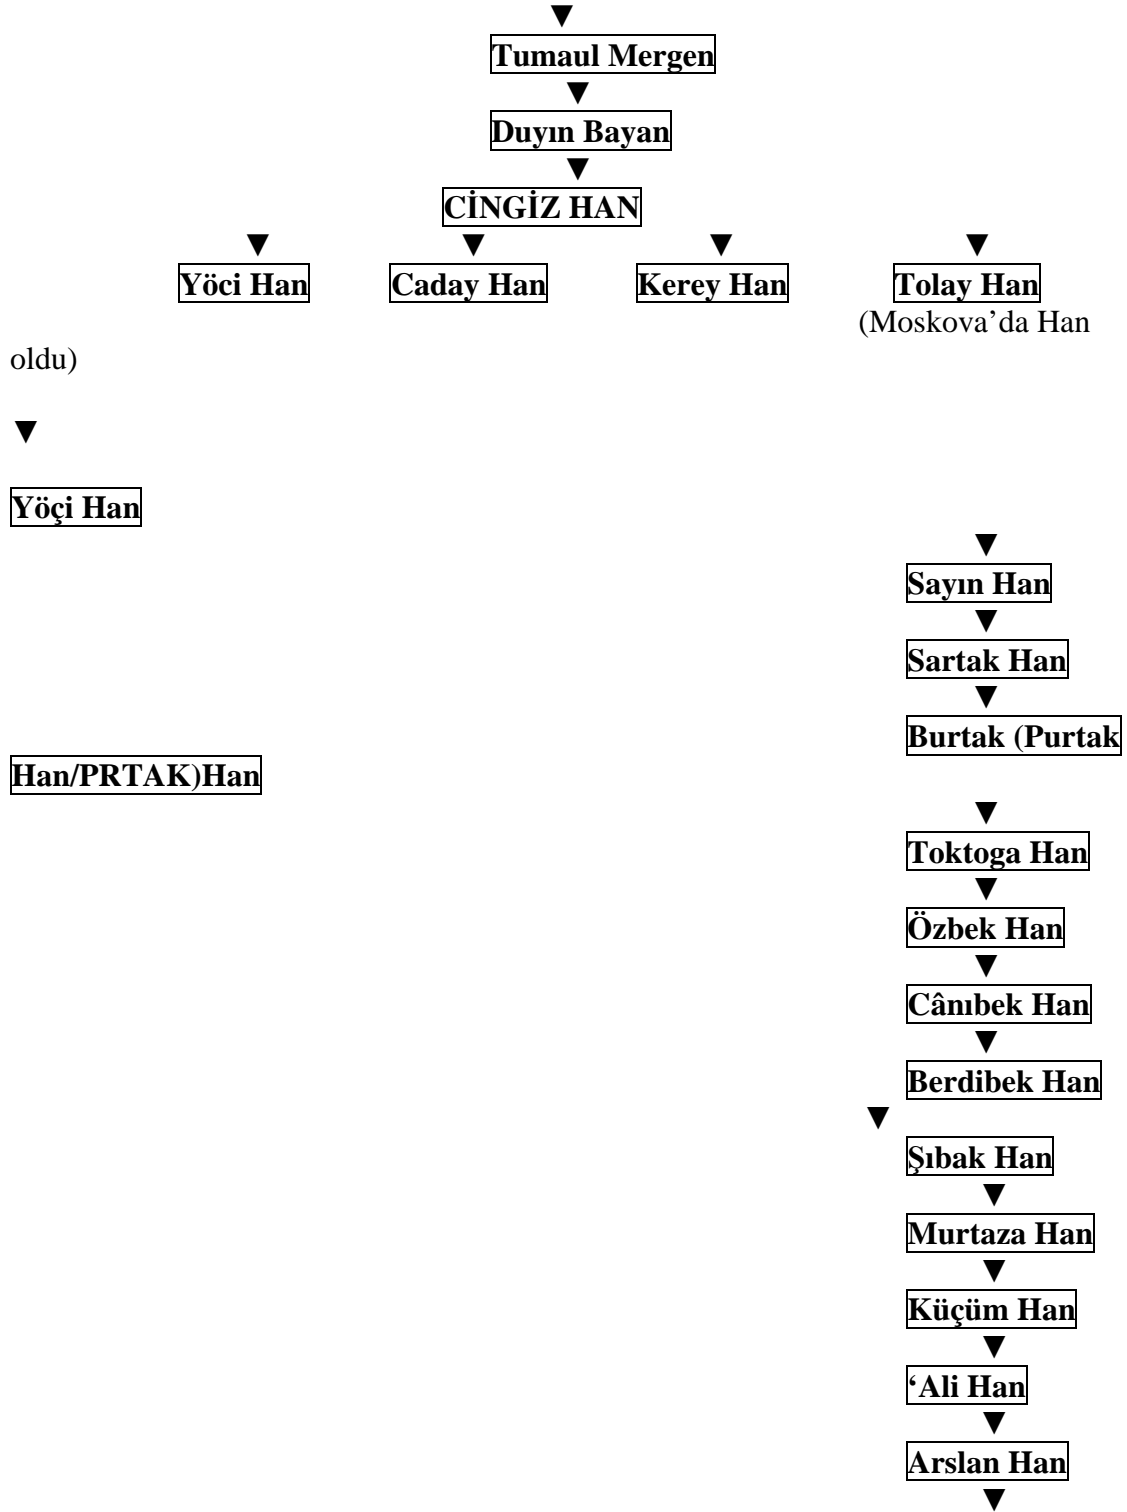 ▼
Tumaul Mergen
▼
Duyın Bayan
▼
CİNGİZ HAN
▼ ▼ ▼ ▼
Yöci Han Caday Han Kerey Han Tolay Han
(Moskova’da Han
oldu)
▼
Yöçi Han
▼
Sayın Han
▼
Sartak Han
▼
Burtak (Purtak
Han/PRTAK)Han
▼
Toktoga Han
▼
Özbek Han
▼
Cânıbek Han
▼
Berdibek Han
▼
Şıbak Han
▼
Murtaza Han
▼
Küçüm Han
▼
‘Ali Han
▼
Arslan Han
▼